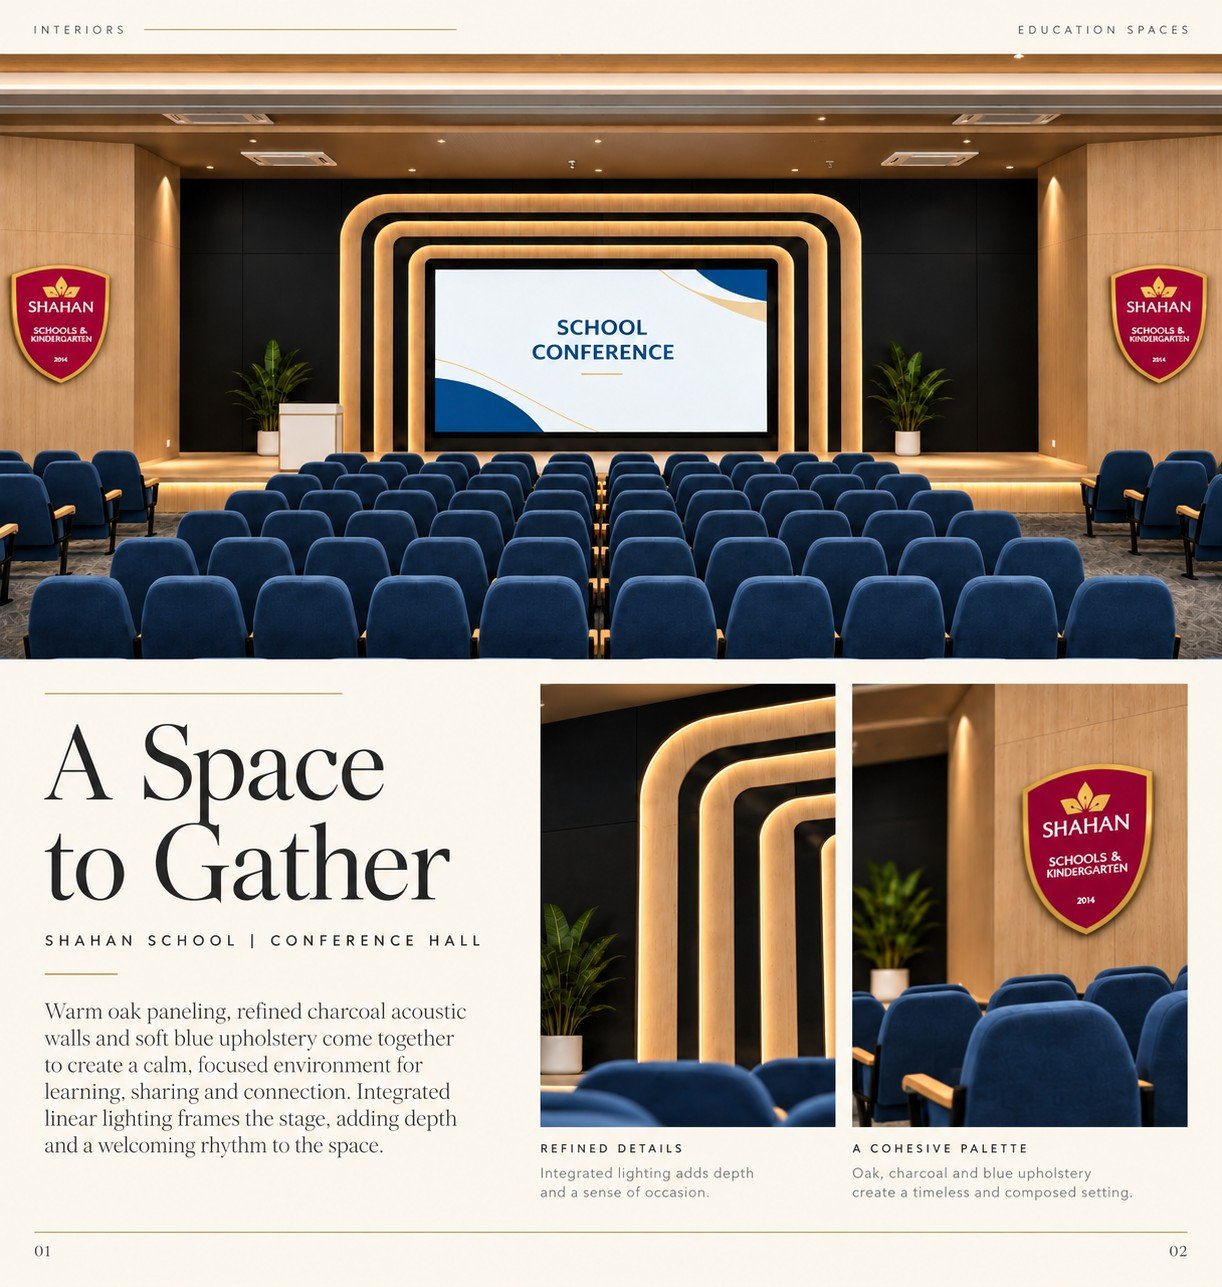 INTERIORS
EDUCATION SPACES
SHAHAN
SCHOOLS &
KINDERGARTEN
2014
SCHOOL
CONFERENCE
SHAHAN
SCHOOLS &
KINDERGARTEN
2014
A Space
to Gather
SHAHAN SCHOOL | CONFERENCE HALL
Warm oak paneling, refined charcoal acoustic
walls and soft blue upholstery come together
to create a calm, focused environment for
learning, sharing and connection. Integrated
linear lighting frames the stage, adding depth
and a welcoming rhythm to the space.
SHAHAN
SCHOOLS &
KINDERGARTEN
2014
REFINED DETAILS
Integrated lighting adds depth
and a sense of occasion.
A COHESIVE PALETTE
Oak, charcoal and blue upholstery
create a timeless and composed setting.
01
02